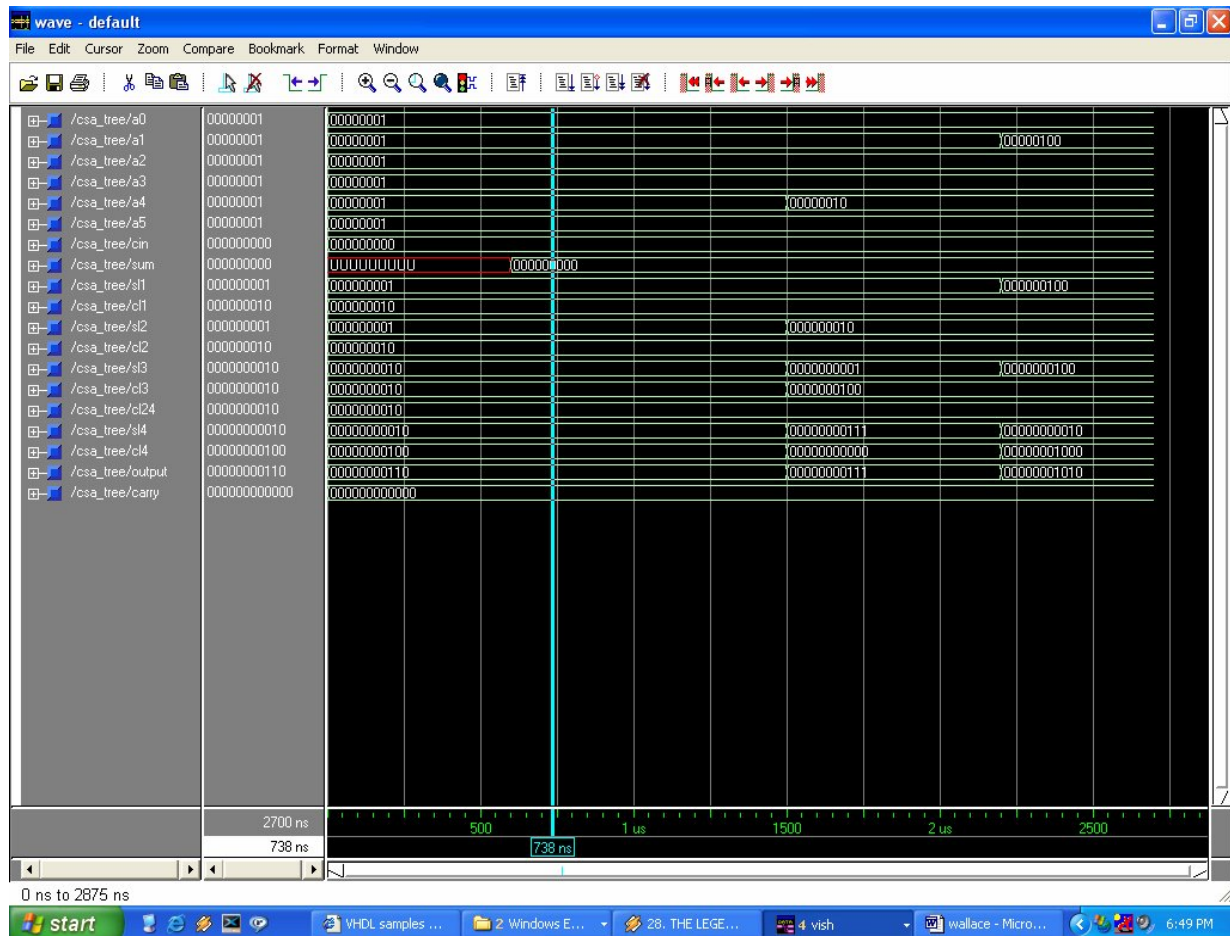 wave - default
File Edit Cursor Zoom Compare Bookmark Format Window
/csa_tree/a0 00000001 00000001
/csa_tree/a1 00000001 00000001 00000100
/csa_tree/a2 00000001 00000001
/csa_tree/a3 00000001 00000001
/csa_tree/a4 00000001 00000001 00000010
/csa_tree/a5 00000001 00000001
/csa_tree/cin 000000000 000000000
/csa_tree/sum 000000000 UUUUUUUUU 000000000
/csa_tree/sl1 000000001 000000001 000000100
/csa_tree/cl1 000000010 000000010
/csa_tree/sl2 000000001 000000001 000000010
/csa_tree/cl2 000000010 000000010
/csa_tree/sl3 0000000010 0000000010 0000000001 0000000100
/csa_tree/cl3 0000000010 0000000010 0000000100
/csa_tree/cl24 0000000010 0000000010
/csa_tree/sl4 00000000010 00000000010 00000000111 00000000010
/csa_tree/cl4 00000000100 00000000100 00000000000 00000001000
/csa_tree/output 00000000110 00000000110 00000000111 00000001010
/csa_tree/carry 000000000000 000000000000
2700 ns 500 1 us 1500 2 us 2500
738 ns 738 ns
0 ns to 2875 ns
start VHDL samples ... 2 Windows E... 28. THE LEGE... 4 vish wallace - Micro... 6:49 PM